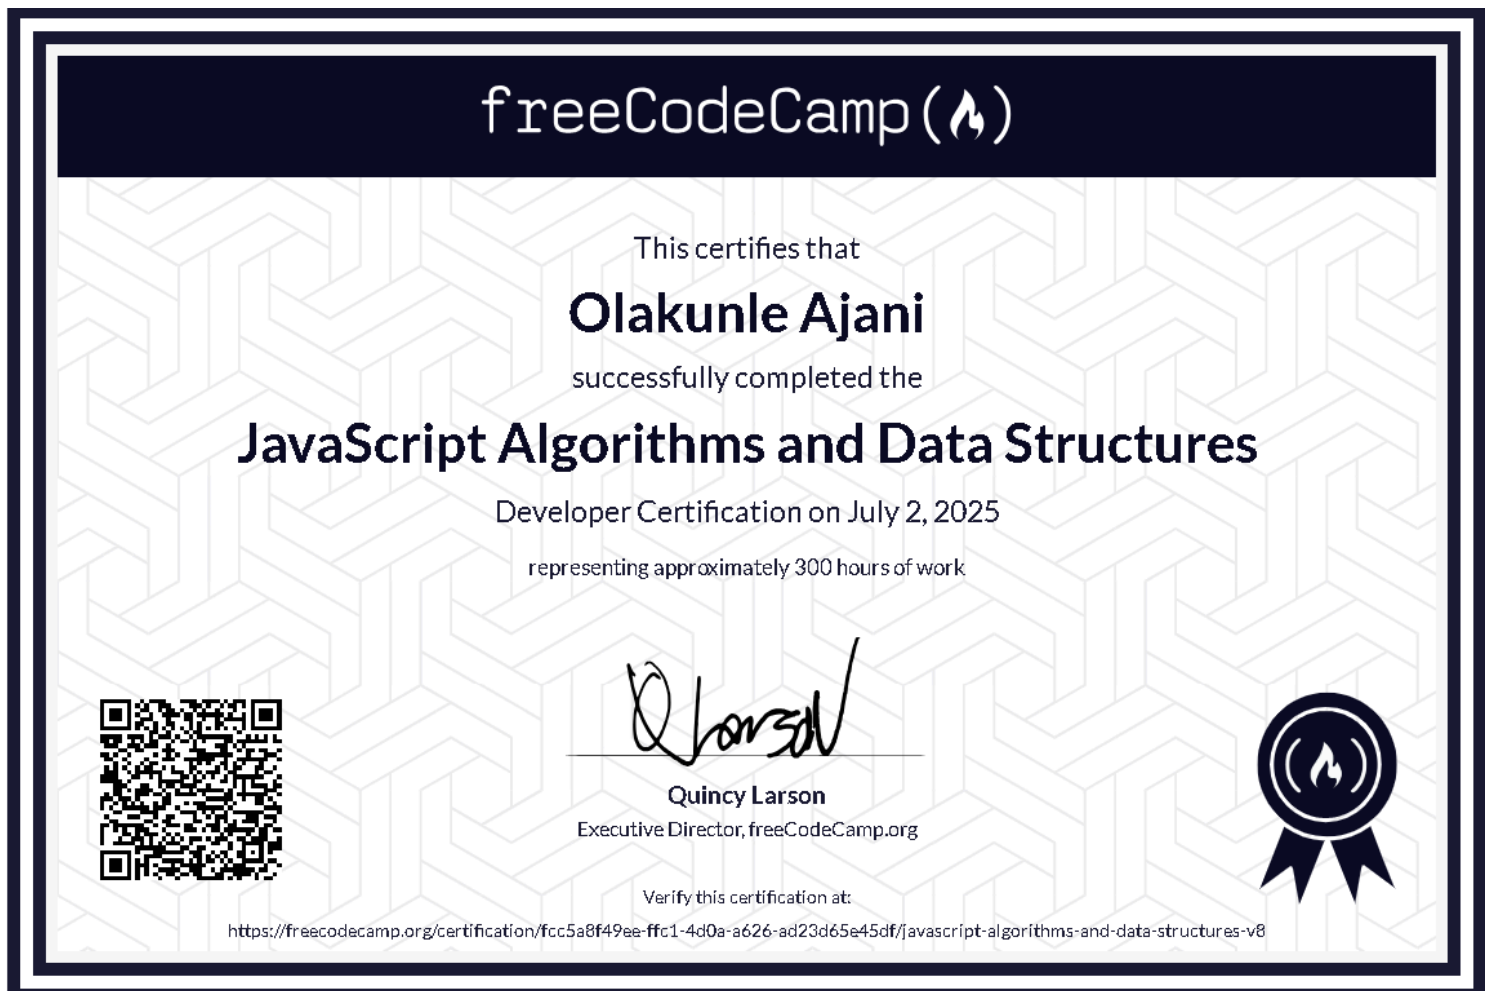 freeCodeCamp
This certifies that
Olakunle Ajani
successfully completed the
JavaScript Algorithms and Data Structures
Developer Certification on July 2, 2025
representing approximately 300 hours of work
Q Larson
Quincy Larson
Executive Director, freeCodeCamp.org
Verify this certification at:
https://freecodecamp.org/certification/fcc5a8f49ee-ffc1-4d0a-a626-ad23d65e45df/javascript-algorithms-and-data-structures-v8